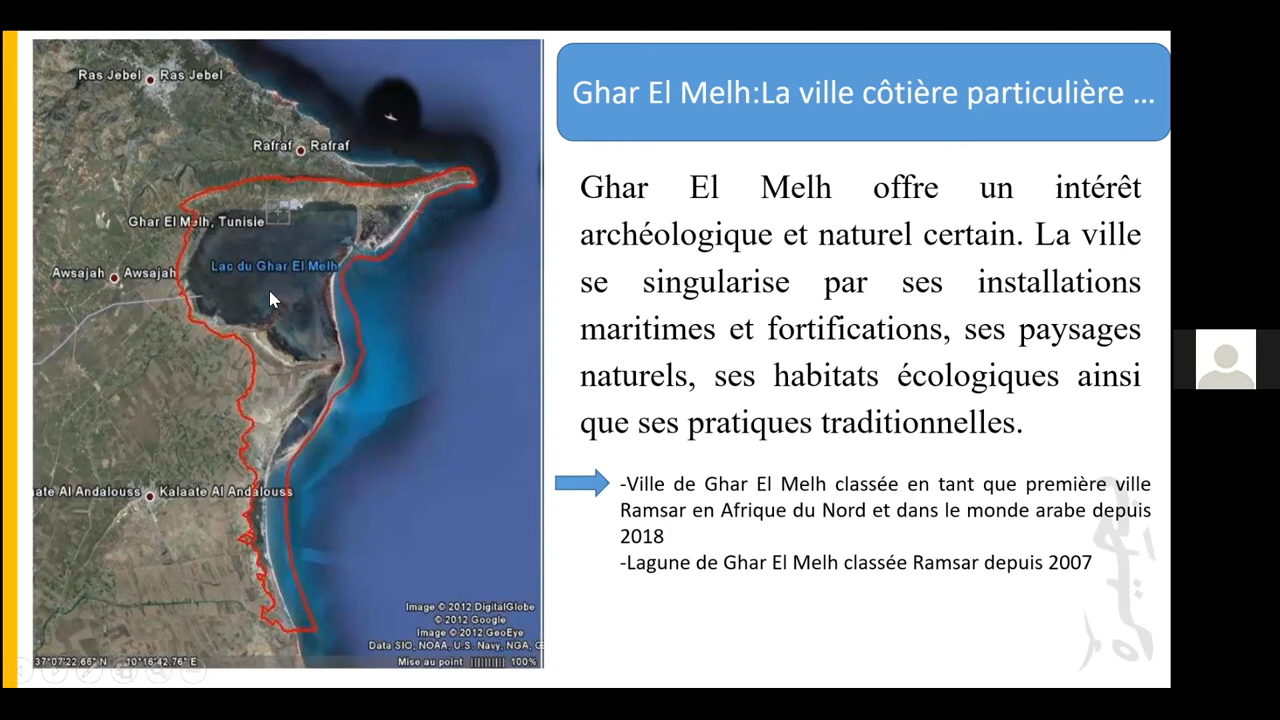 Ras Jebel Ras Jebel
Rafraf Rafraf
Ghar El Melh, Tunisie
Lac du Ghar El Melh
Awsajah Awsajah
ate Al Andalouss Kalaate Al Andalouss
Image © 2012 DigitalGlobe
© 2012 Google
Image © 2012 GeoEye
Data SIO, NOAA, U.S. Navy, NGA, G
37°07'22.66" N 10°16'42.76" E
Mise au point 100%
Ghar El Melh:La ville côtière particulière ...
Ghar El Melh offre un intérêt
archéologique et naturel certain. La ville
se singularise par ses installations
maritimes et fortifications, ses paysages
naturels, ses habitats écologiques ainsi
que ses pratiques traditionnelles.
-Ville de Ghar El Melh classée en tant que première ville
Ramsar en Afrique du Nord et dans le monde arabe depuis
2018
-Lagune de Ghar El Melh classée Ramsar depuis 2007